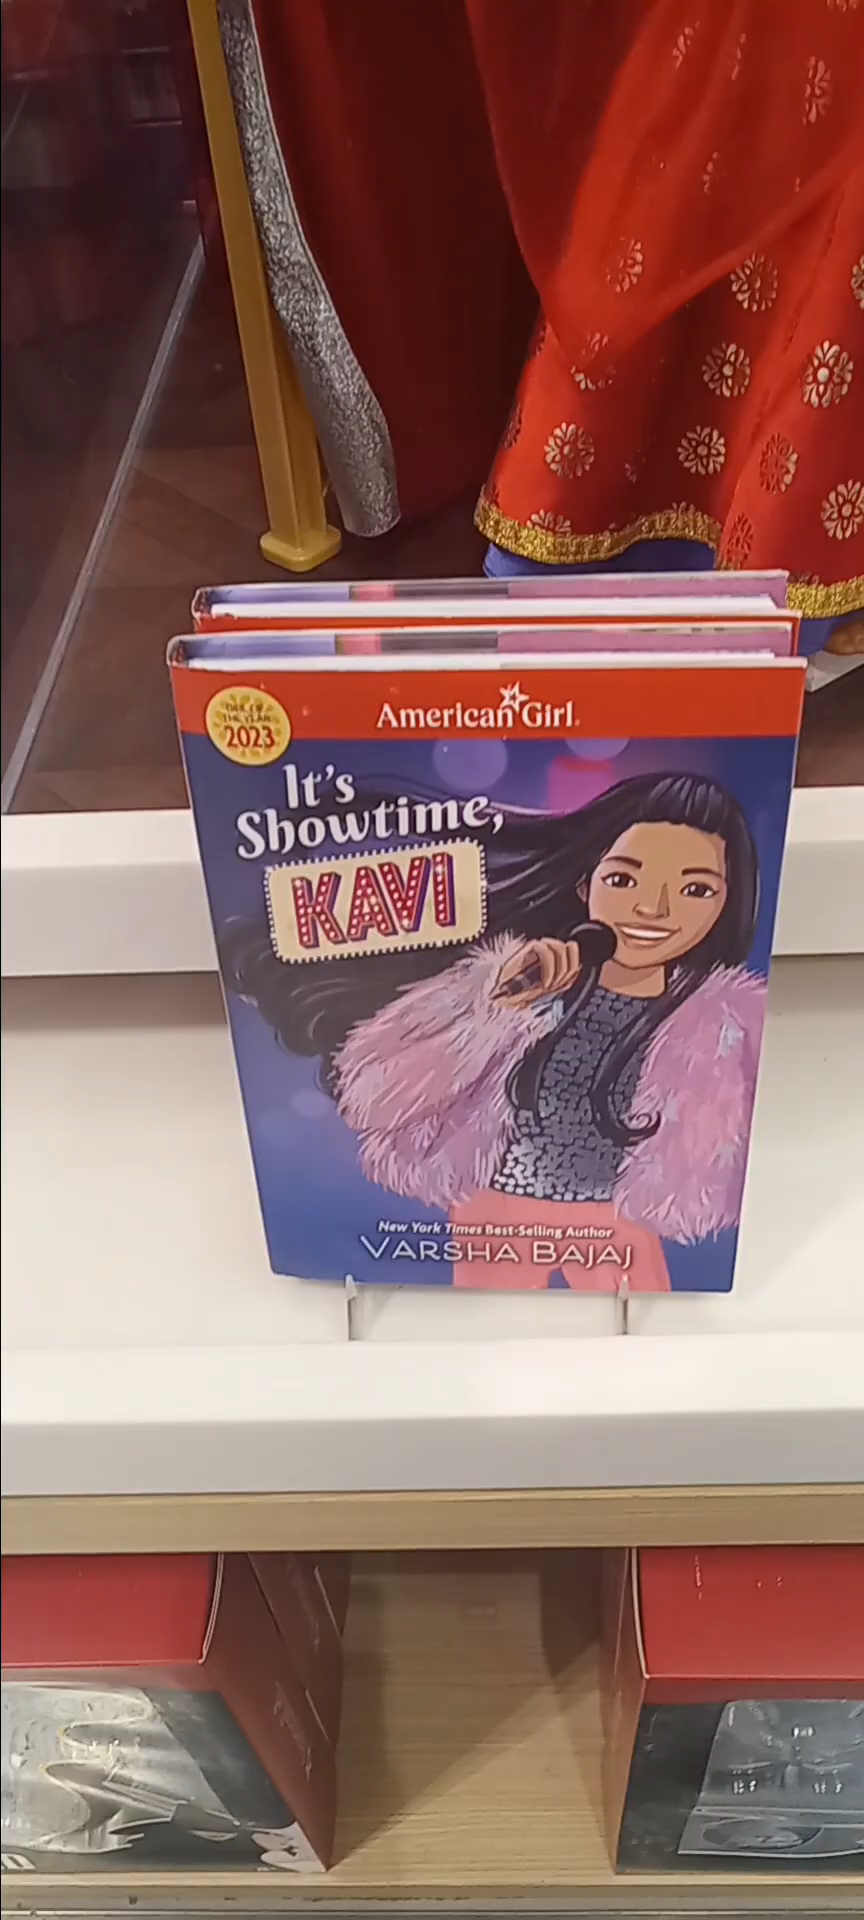 American Girl®
GIRL OF
THE YEAR
2023
It's
Showtime,
KAVI
New York Times Best-Selling Author
VARSHA BAJAJ